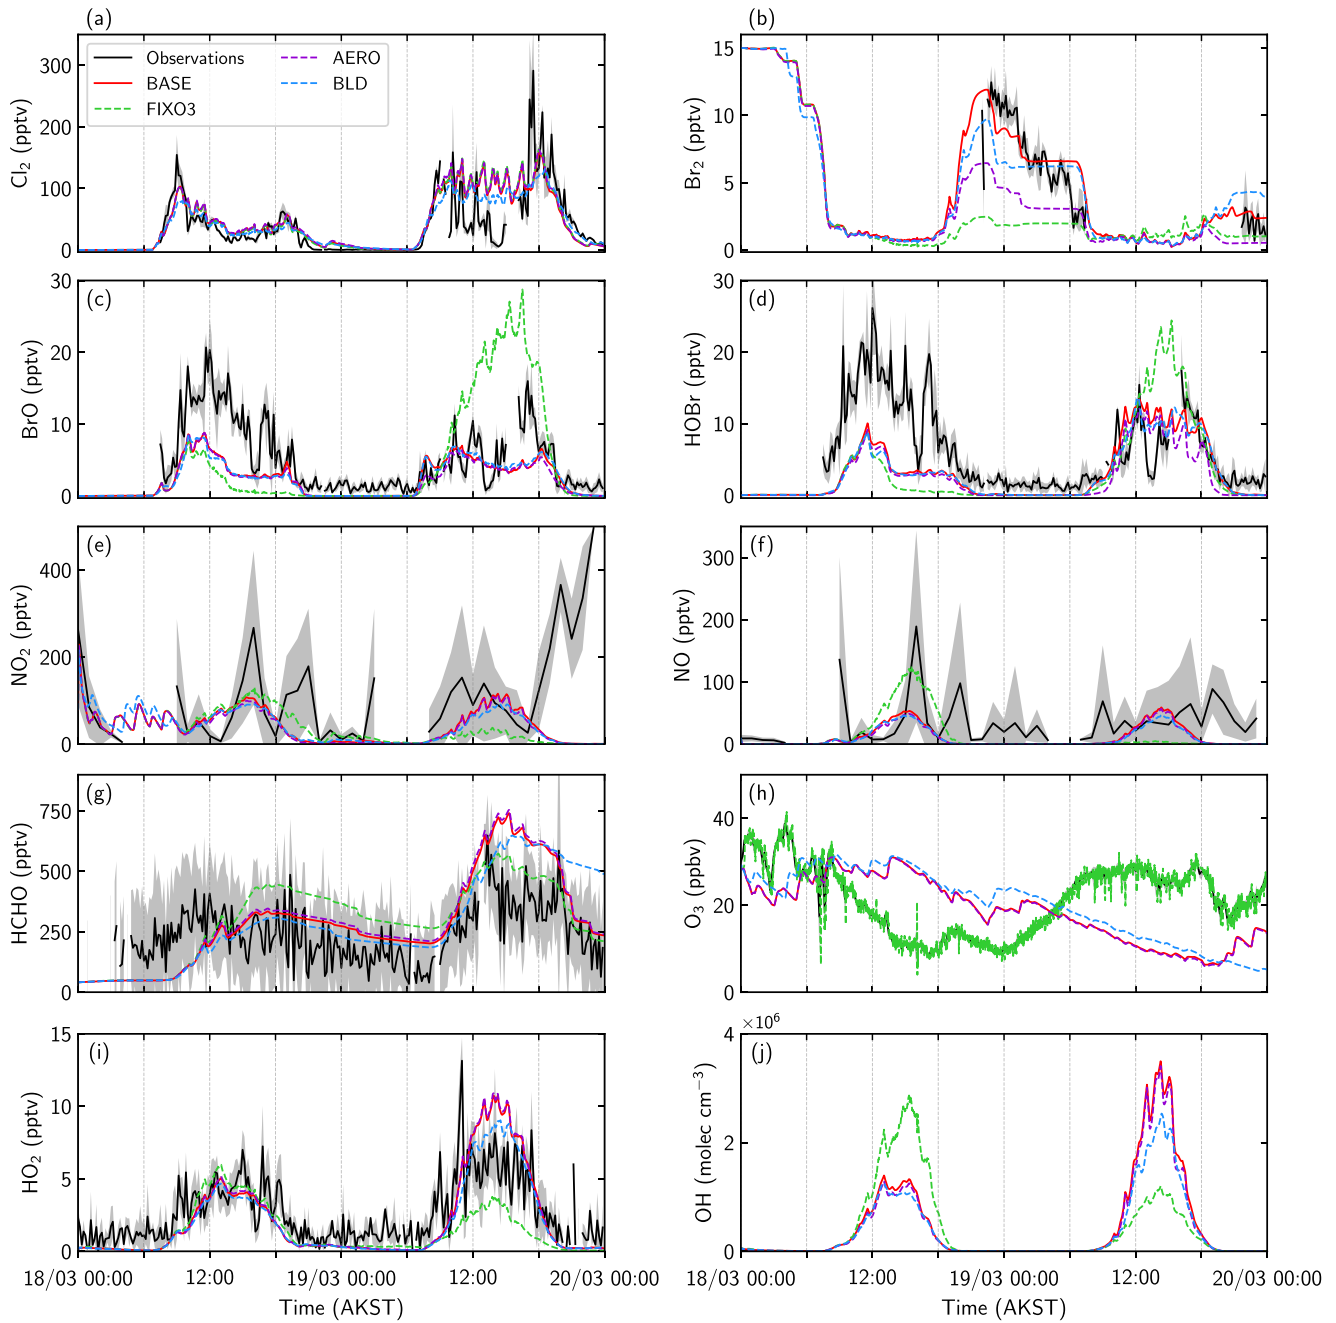 (a)
Cl2 (pptv)
300
200
100
0
Observations
BASE
FIXO3
AERO
BLD
(b)
Br2 (pptv)
15
10
5
0
(c)
BrO (pptv)
30
20
10
0
(d)
HOBr (pptv)
30
20
10
0
(e)
NO2 (pptv)
400
200
0
(f)
NO (pptv)
300
200
100
0
(g)
HCHO (pptv)
750
500
250
0
(h)
O3 (ppbv)
40
20
0
(i)
HO2 (pptv)
15
10
5
0
18/03 00:00
12:00
19/03 00:00
12:00
20/03 00:00
Time (AKST)
×10⁶
(j)
OH (molec cm⁻³)
4
2
0
18/03 00:00
12:00
19/03 00:00
12:00
20/03 00:00
Time (AKST)